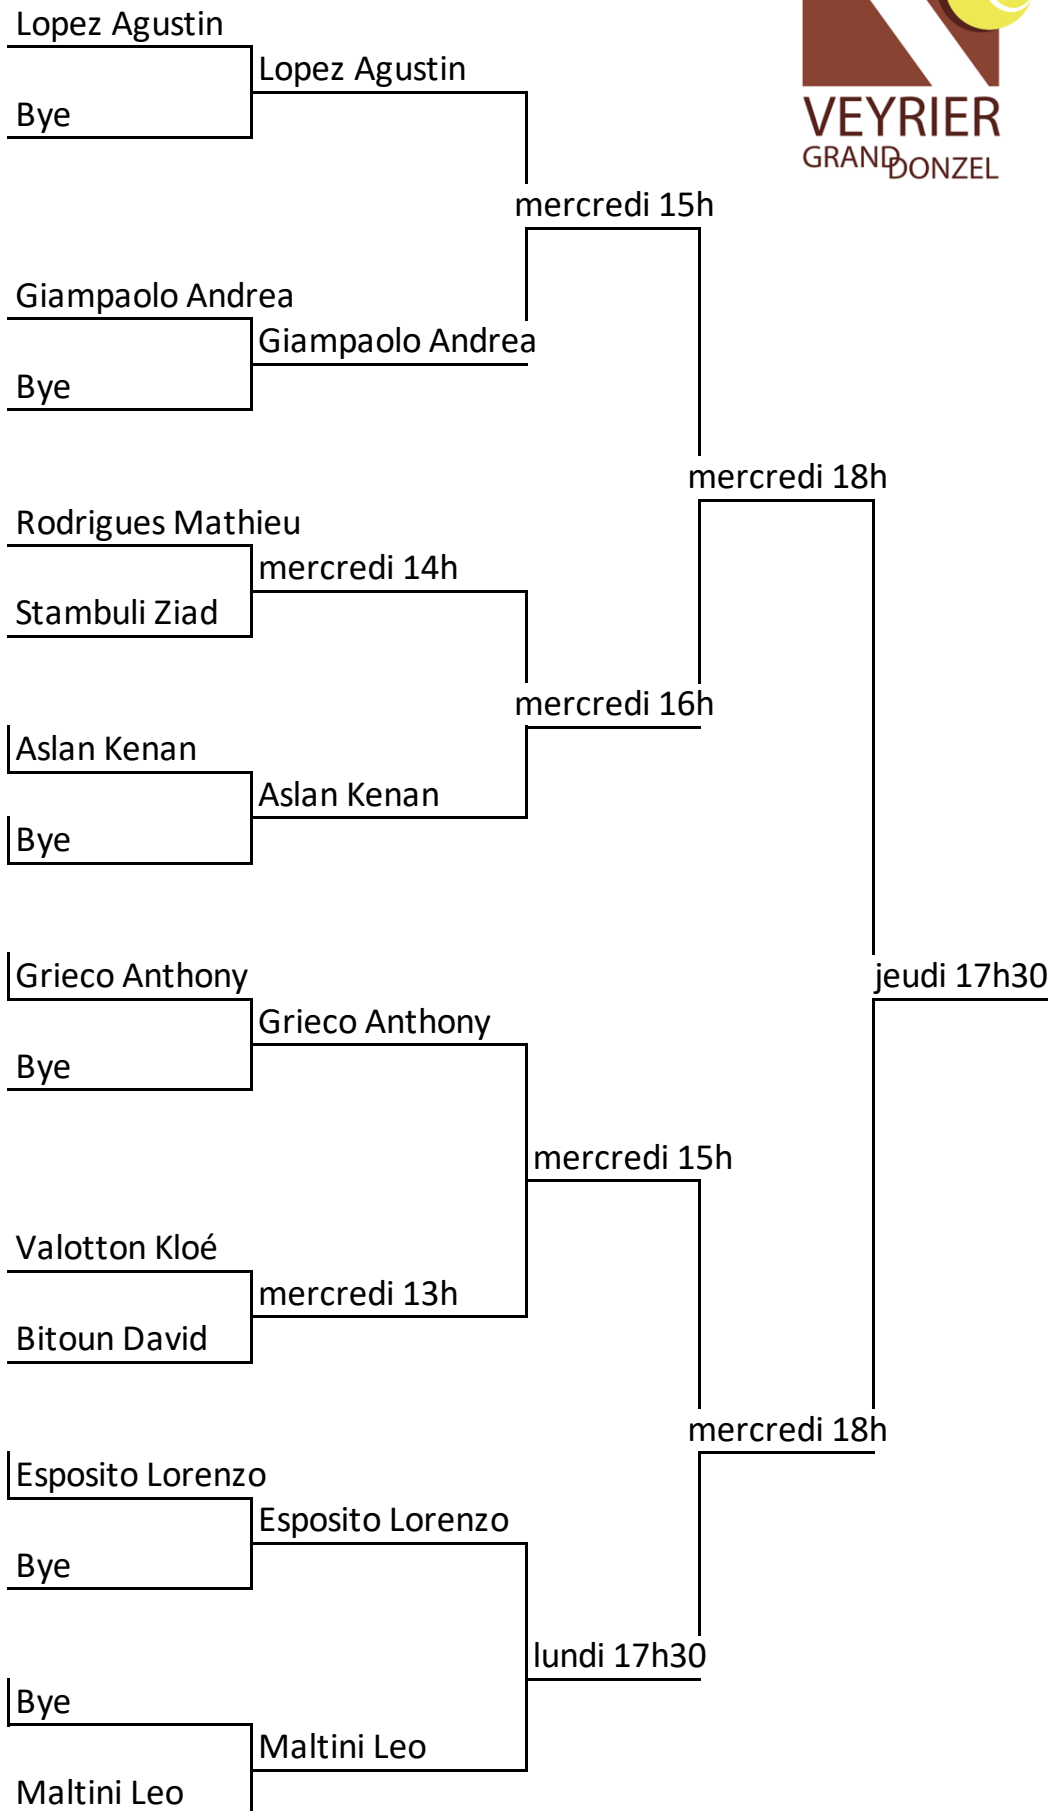 Lopez Agustin
Lopez Agustin
Bye
VEYRIER
GRAND DONZEL
mercredi 15h
Giampaolo Andrea
Giampaolo Andrea
Bye
mercredi 18h
Rodrigues Mathieu
mercredi 14h
Stambuli Ziad
mercredi 16h
Aslan Kenan
Aslan Kenan
Bye
Grieco Anthony
jeudi 17h30
Grieco Anthony
Bye
mercredi 15h
Valotton Kloé
mercredi 13h
Bitoun David
mercredi 18h
Esposito Lorenzo
Esposito Lorenzo
Bye
lundi 17h30
Bye
Maltini Leo
Maltini Leo